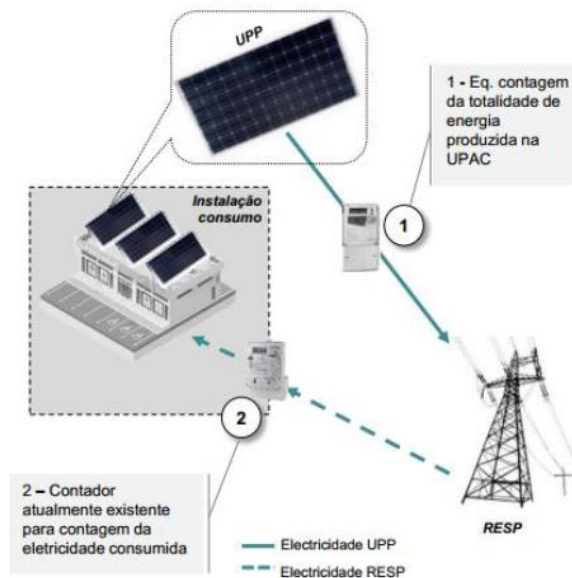 UPP
1 - Eq. contagem
da totalidade de
energia
produzida na
UPAC
Instalação
consumo
1
2
2 – Contador
atualmente existente
para contagem da
eletricidade consumida
RESP
Electricidade UPP
Electricidade RESP